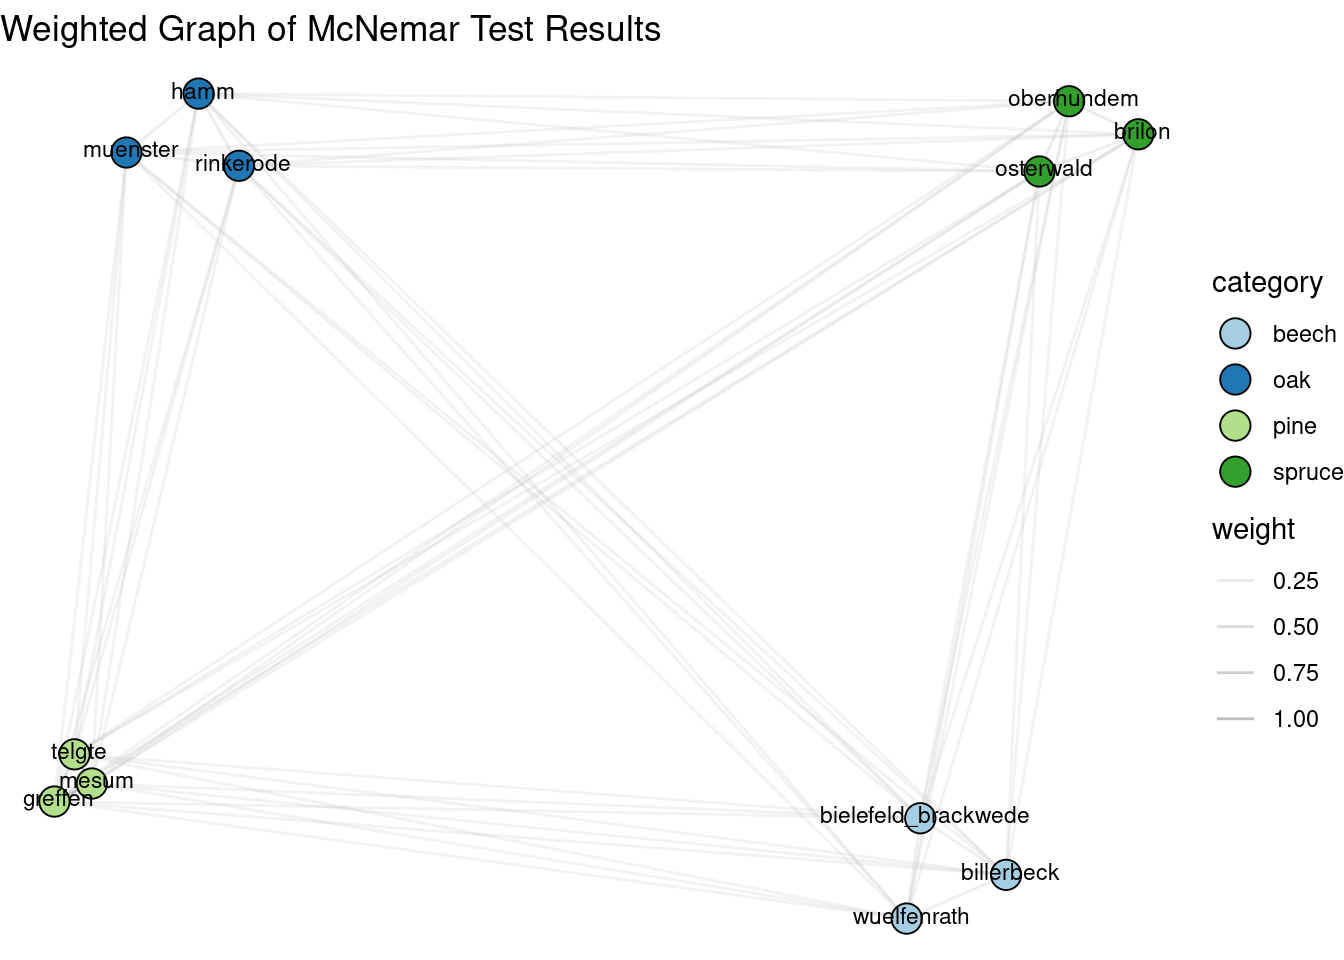 Weighted Graph of McNemar Test Results
hamm
muenster
rinkerode
oberhundem
brilon
osterwald
telgte
mesum
greffen
bielefeld_brackwede
billerbeck
wuelfenrath
category
beech
oak
pine
spruce
weight
0.25
0.50
0.75
1.00